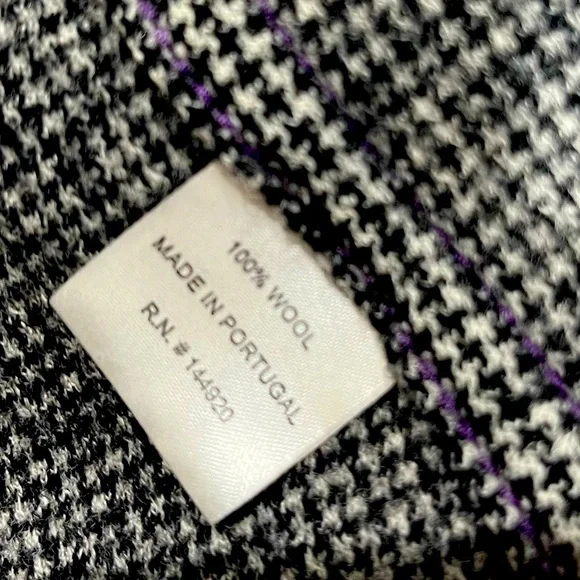 100% WOOL
MADE IN PORTUGAL
R.N. # 144920